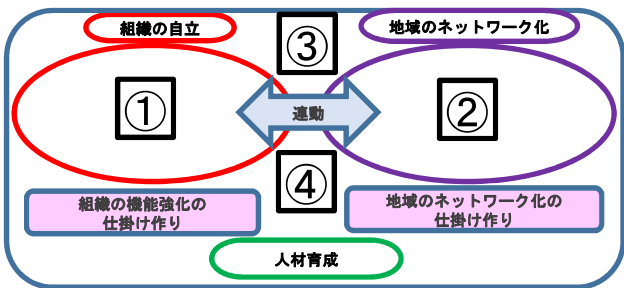 組織の自立
③
地域のネットワーク化
①
連動
②
④
組織の機能強化の
仕掛け作り
地域のネットワーク化の
仕掛け作り
人材育成